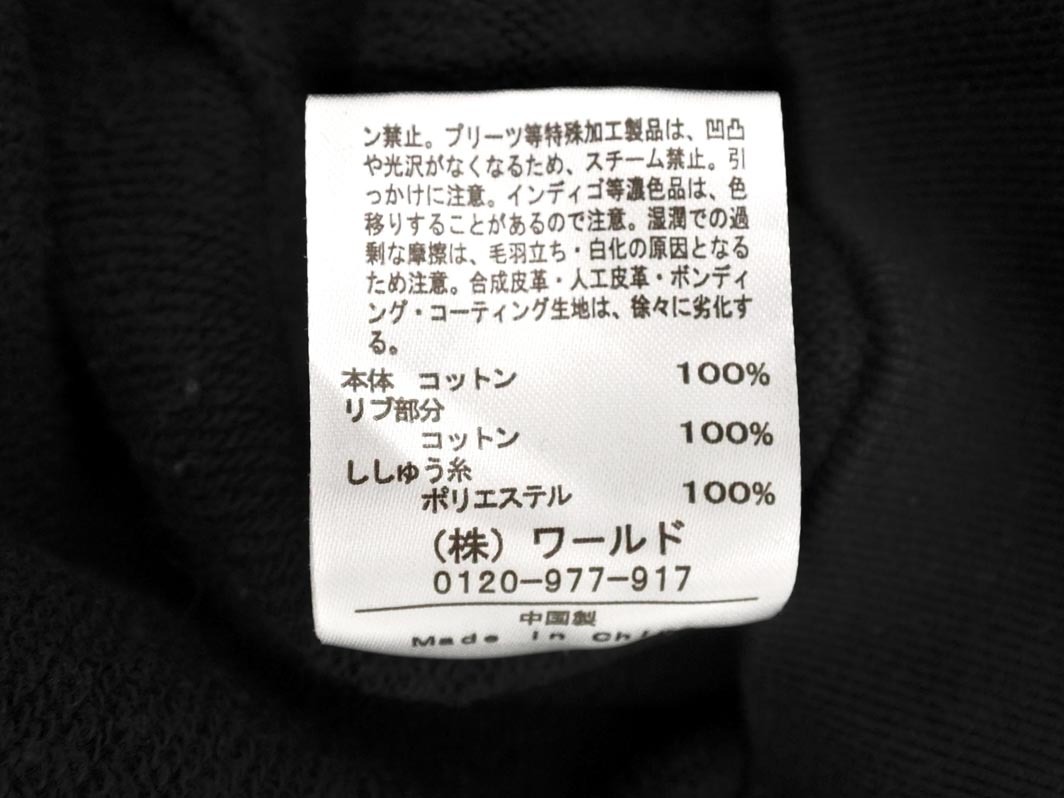 ン禁止。プリーツ等特殊加工製品は、凹凸
や光沢がなくなるため、スチーム禁止。引
っかけに注意。インディゴ等濃色品は、色
移りすることがあるので注意。湿潤での過
剰な摩擦は、毛羽立ち・白化の原因となる
ため注意。合成皮革・人工皮革・ボンディ
ング・コーティング生地は、徐々に劣化す
る。
本体 コットン 100%
リブ部分
コットン 100%
ししゅう糸
ポリエステル 100%
(株) ワールド
0120-977-917
中国製
Made in